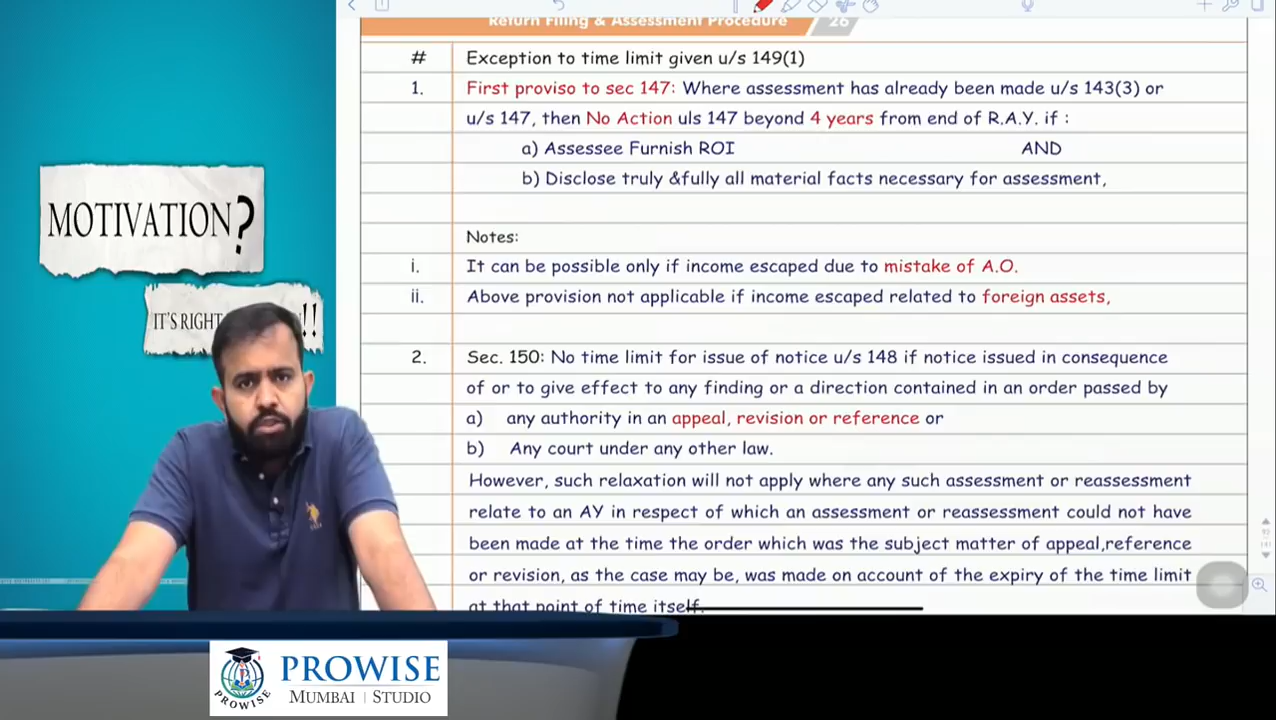 Return Filing & Assessment Procedure 26
# Exception to time limit given u/s 149(1)
1. First proviso to sec 147: Where assessment has already been made u/s 143(3) or
u/s 147, then No Action uls 147 beyond 4 years from end of R.A.Y. if :
a) Assessee Furnish ROI AND
b) Disclose truly &fully all material facts necessary for assessment,
Notes:
i. It can be possible only if income escaped due to mistake of A.O.
ii. Above provision not applicable if income escaped related to foreign assets,
2. Sec. 150: No time limit for issue of notice u/s 148 if notice issued in consequence
of or to give effect to any finding or a direction contained in an order passed by
a) any authority in an appeal, revision or reference or
b) Any court under any other law.
However, such relaxation will not apply where any such assessment or reassessment
relate to an AY in respect of which an assessment or reassessment could not have
been made at the time the order which was the subject matter of appeal,reference
or revision, as the case may be, was made on account of the expiry of the time limit
at that point of time itself.
MOTIVATION?
IT'S RIGHT !!
PROWISE
PROWISE
MUMBAI | STUDIO